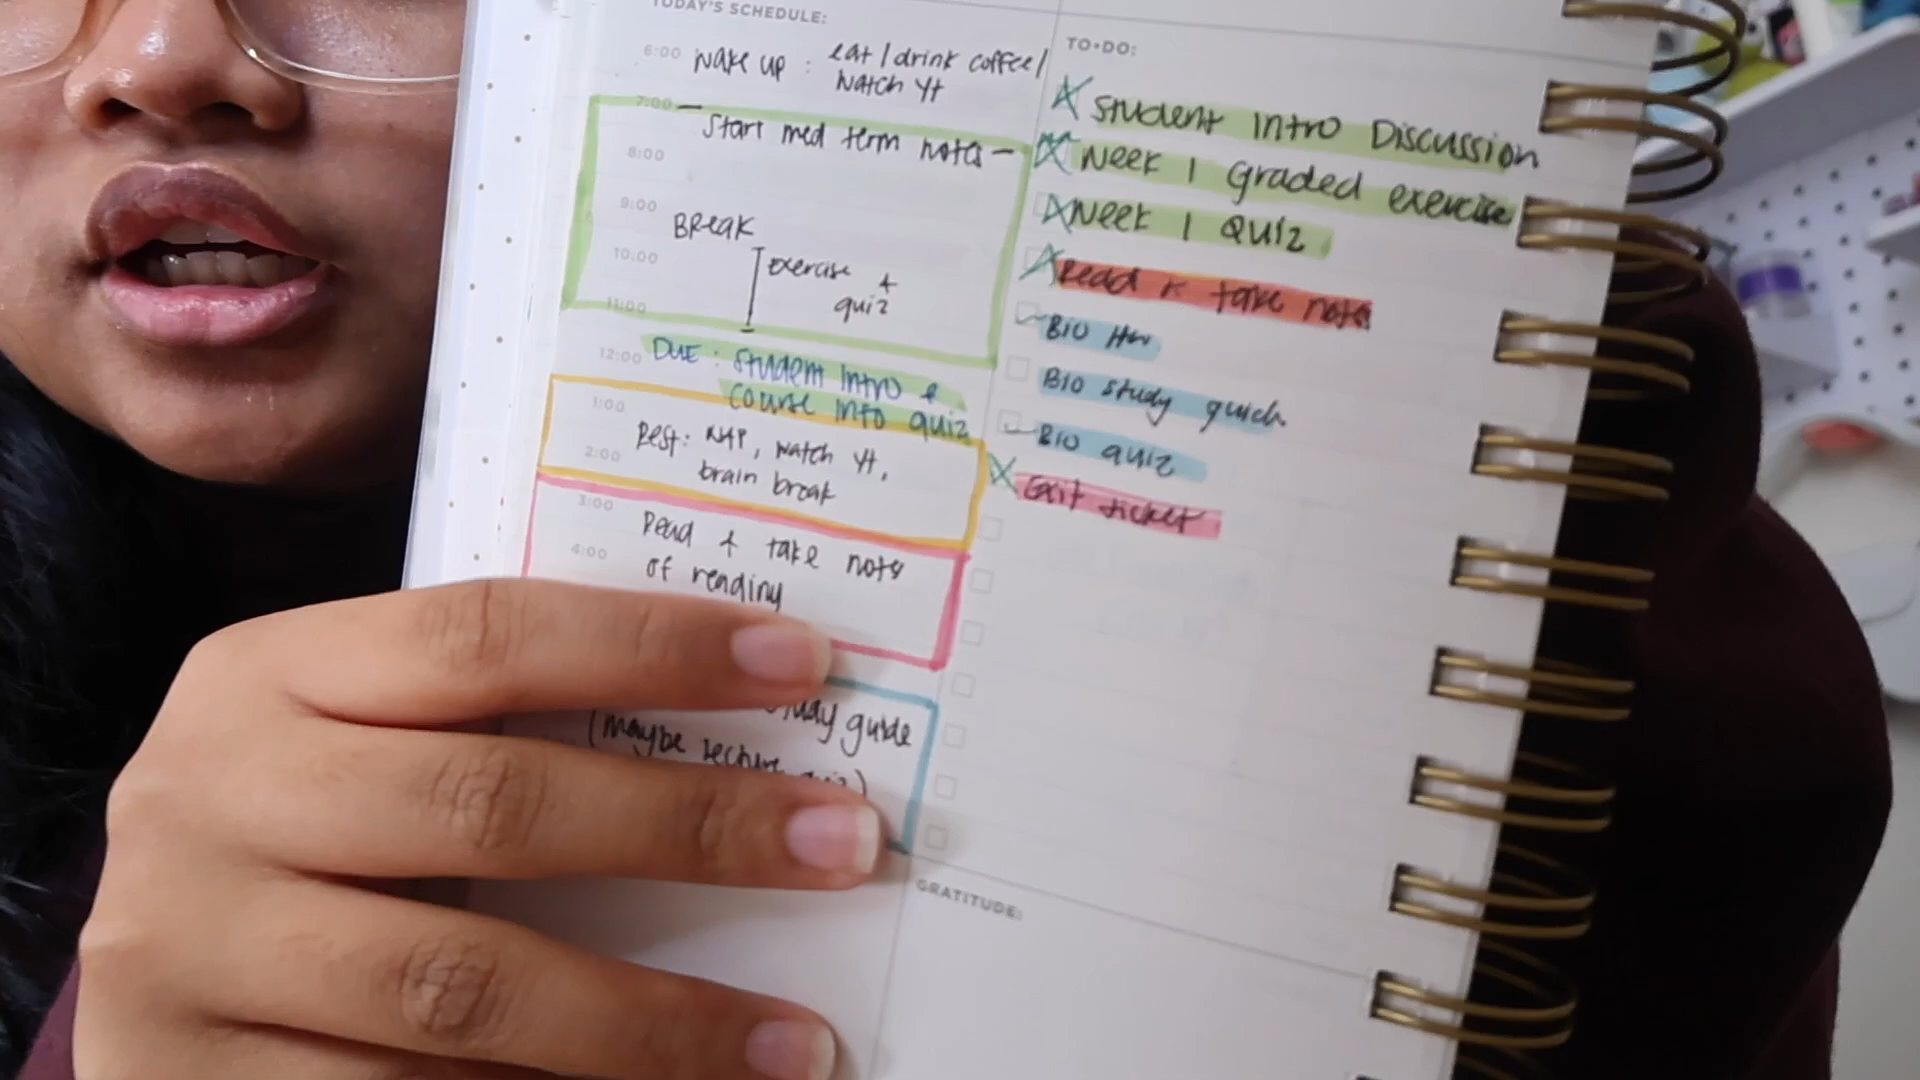 TODAY'S SCHEDULE:
6:00 wake up : eat / drink coffee /
watch yt
7:00
Start med term notes
8:00
9:00
Break
10:00
exercise +
quiz
11:00
12:00 DUE : Student intro &
course info quiz
1:00
Rest: NAP, watch yt,
2:00
brain break
3:00
Read + take notes
4:00
of reading
study guide
(maybe lecture quiz)
TO-DO:
Student Intro Discussion
Week 1 Graded exercise
Week 1 Quiz
Read + take notes
Bio HW
Bio study
Bio quiz
Exit ticket
GRATITUDE: